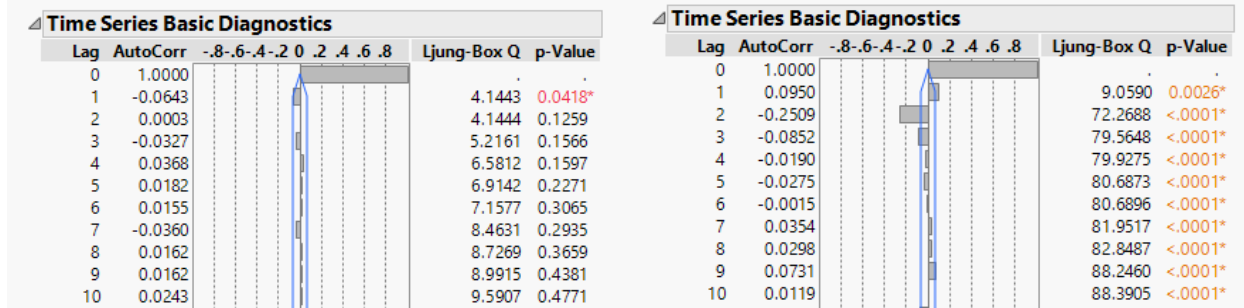 Time Series Basic Diagnostics
Lag AutoCorr -.8-.6-.4-.2 0 .2 .4 .6 .8 Ljung-Box Q p-Value
0 1.0000 . .
1 -0.0643 4.1443 0.0418*
2 0.0003 4.1444 0.1259
3 -0.0327 5.2161 0.1566
4 0.0368 6.5812 0.1597
5 0.0182 6.9142 0.2271
6 0.0155 7.1577 0.3065
7 -0.0360 8.4631 0.2935
8 0.0162 8.7269 0.3659
9 0.0162 8.9915 0.4381
10 0.0243 9.5907 0.4771
Time Series Basic Diagnostics
Lag AutoCorr -.8-.6-.4-.2 0 .2 .4 .6 .8 Ljung-Box Q p-Value
0 1.0000 . .
1 0.0950 9.0590 0.0026*
2 -0.2509 72.2688 <.0001*
3 -0.0852 79.5648 <.0001*
4 -0.0190 79.9275 <.0001*
5 -0.0275 80.6873 <.0001*
6 -0.0015 80.6896 <.0001*
7 0.0354 81.9517 <.0001*
8 0.0298 82.8487 <.0001*
9 0.0731 88.2460 <.0001*
10 0.0119 88.3905 <.0001*